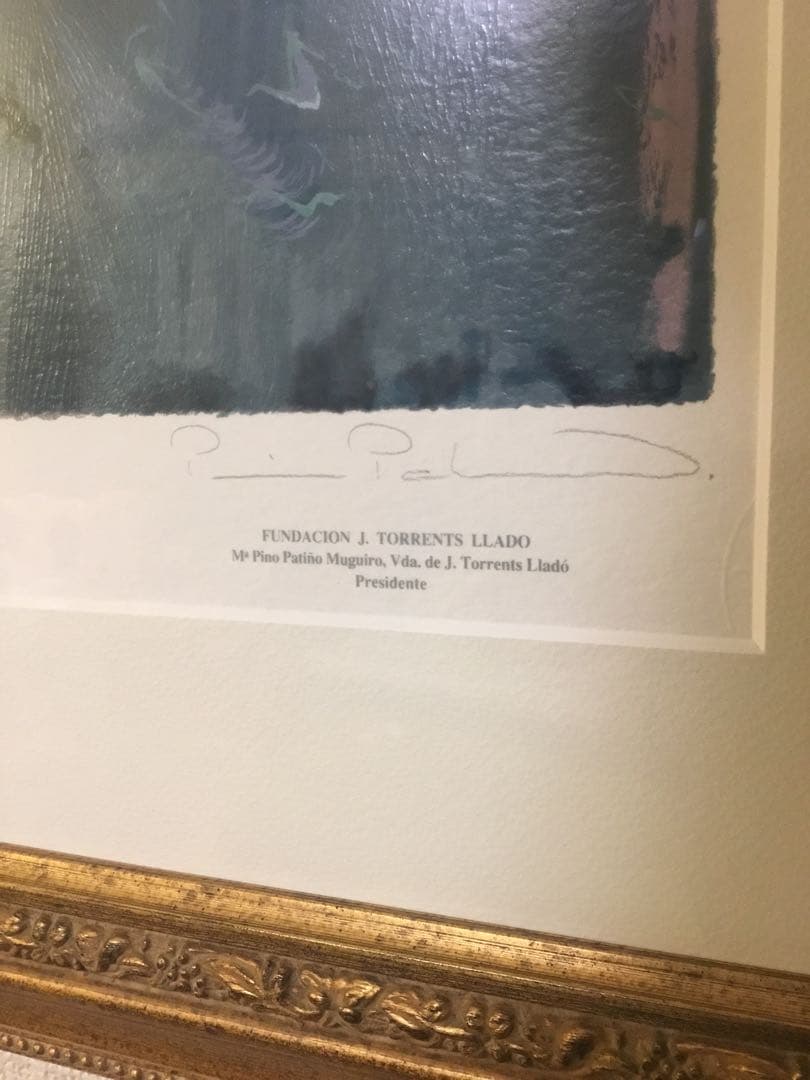 FUNDACION J. TORRENTS LLADO
Mª Pino Patiño Muguiro, Vda. de J. Torrents Lladó
Presidente